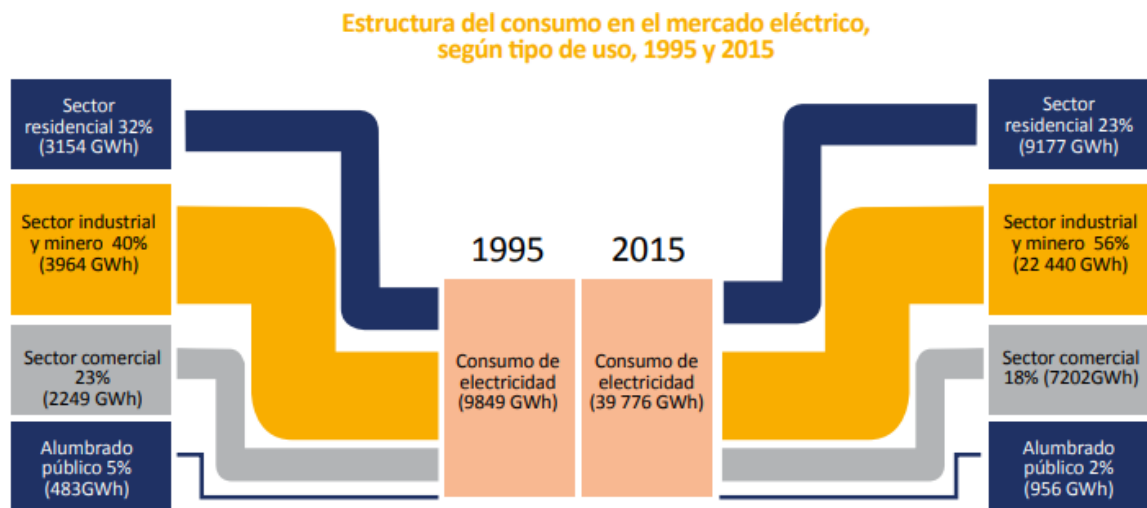 Estructura del consumo en el mercado eléctrico,
según tipo de uso, 1995 y 2015
Sector
residencial 32%
(3154 GWh)
Sector industrial
y minero 40%
(3964 GWh)
Sector comercial
23%
(2249 GWh)
Alumbrado
público 5%
(483GWh)
1995
Consumo de
electricidad
(9849 GWh)
2015
Consumo de
electricidad
(39 776 GWh)
Sector
residencial 23%
(9177 GWh)
Sector industrial
y minero 56%
(22 440 GWh)
Sector comercial
18% (7202GWh)
Alumbrado
público 2%
(956 GWh)